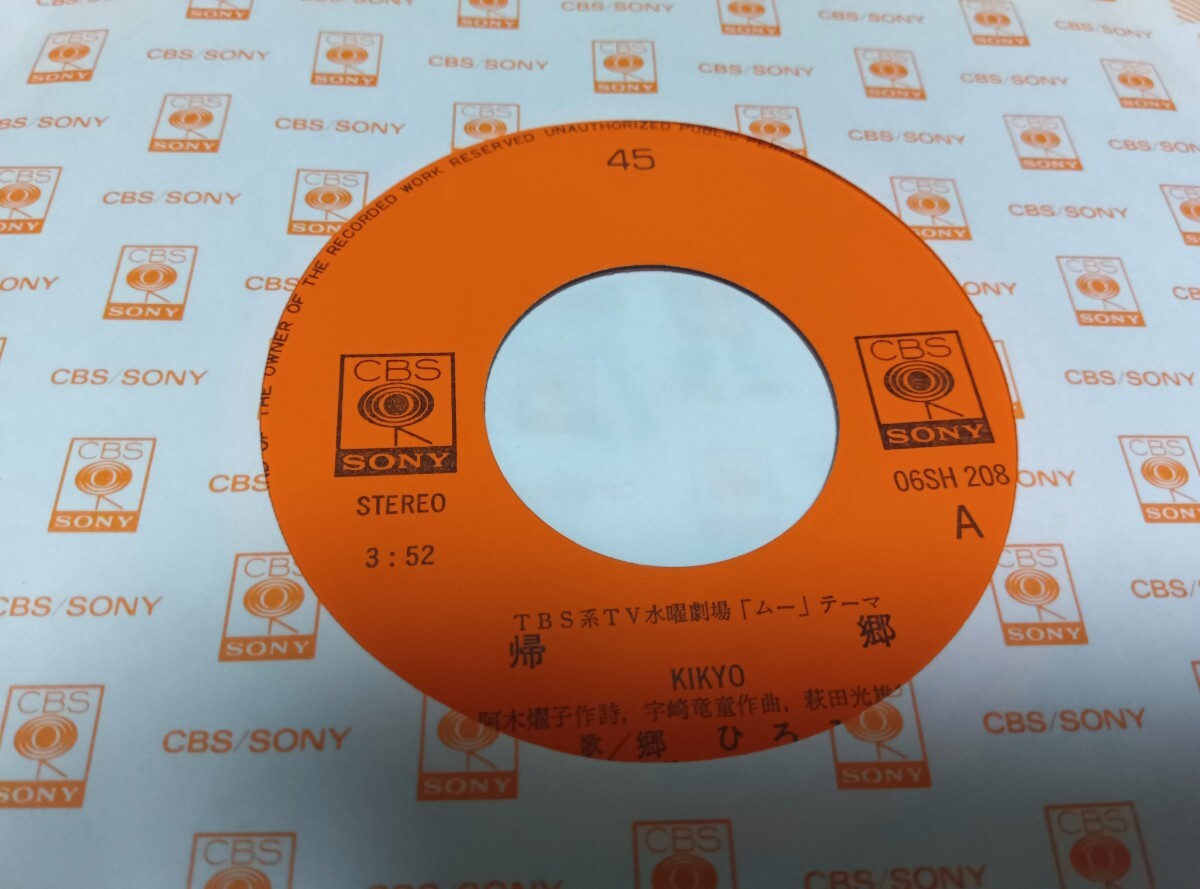 45
ND OF THE OWNER OF THE RECORDED WORK RESERVED UNAUTHORIZED PUBLIC
CBS
SONY
CBS
SONY
STEREO
3:52
06SH 208
A
TBS系TV水曜劇場「ムー」テーマ
帰郷
KIKYO
阿木燿子作詩, 宇崎竜童作曲, 萩田光雄
歌／郷 ひろ
CBS/SONY